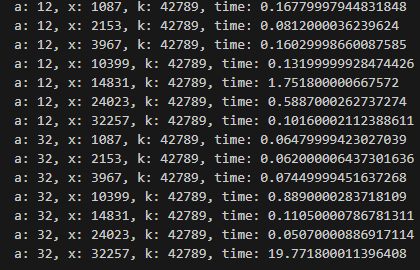 a: 12, x: 1087, k: 42789, time: 0.16779997944831848
a: 12, x: 2153, k: 42789, time: 0.0812000036239624
a: 12, x: 3967, k: 42789, time: 0.16029998660087585
a: 12, x: 10399, k: 42789, time: 0.13199999928474426
a: 12, x: 14831, k: 42789, time: 1.751800000667572
a: 12, x: 24023, k: 42789, time: 0.5887000262737274
a: 12, x: 32257, k: 42789, time: 0.10160002112388611
a: 32, x: 1087, k: 42789, time: 0.06479999423027039
a: 32, x: 2153, k: 42789, time: 0.062000006437301636
a: 32, x: 3967, k: 42789, time: 0.07449999451637268
a: 32, x: 10399, k: 42789, time: 0.8890000283718109
a: 32, x: 14831, k: 42789, time: 0.11050000786781311
a: 32, x: 24023, k: 42789, time: 0.05070000886917114
a: 32, x: 32257, k: 42789, time: 19.771800011396408